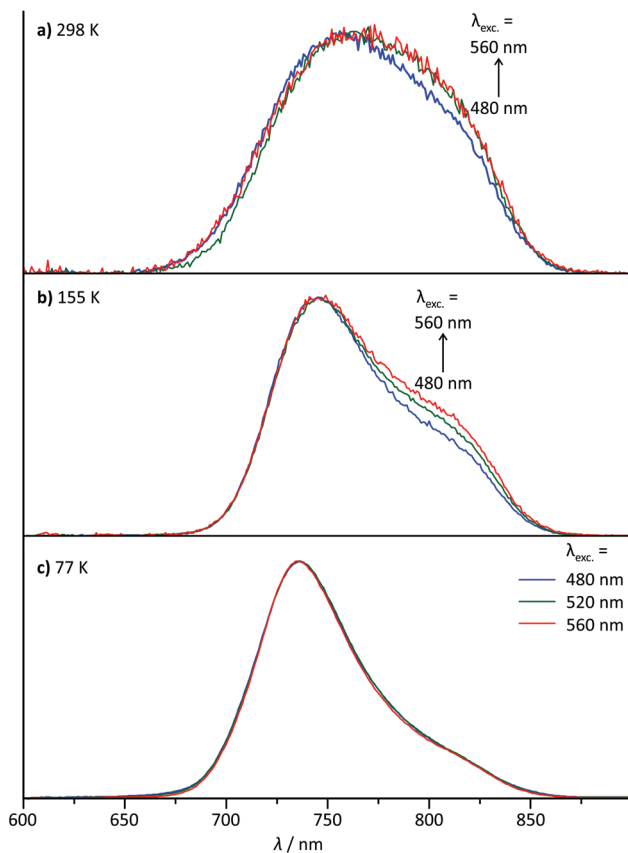 a) 298 K
λexc. =
560 nm
480 nm
b) 155 K
λexc. =
560 nm
480 nm
c) 77 K
λexc. =
480 nm
520 nm
560 nm
600 650 700 750 800 850
λ / nm